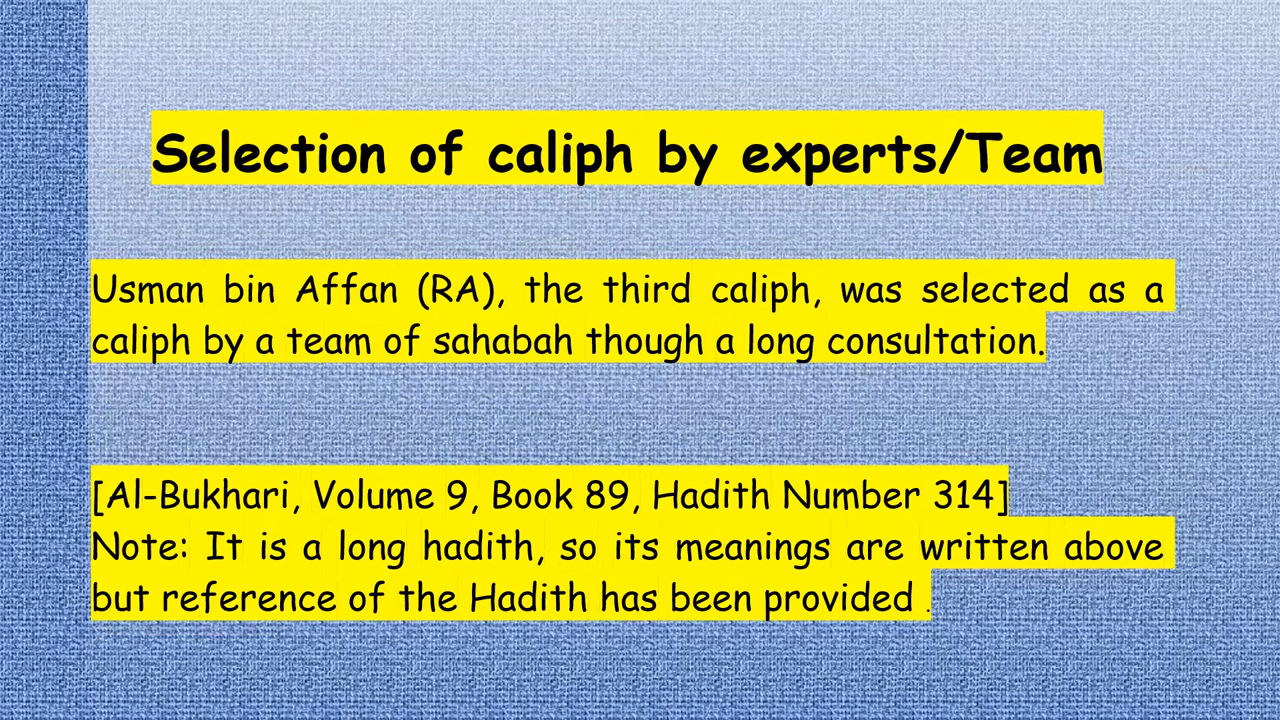 Selection of caliph by experts/Team
Usman bin Affan (RA), the third caliph, was selected as a
caliph by a team of sahabah though a long consultation.
[Al-Bukhari, Volume 9, Book 89, Hadith Number 314]
Note: It is a long hadith, so its meanings are written above
but reference of the Hadith has been provided .